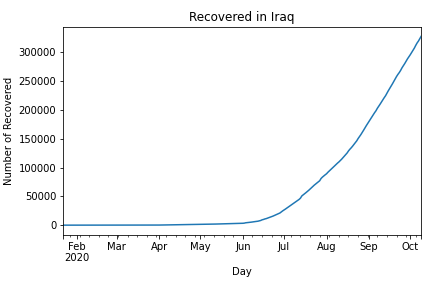 Recovered in Iraq
Number of Recovered
300000
250000
200000
150000
100000
50000
0
Feb Mar Apr May Jun Jul Aug Sep Oct
2020
Day